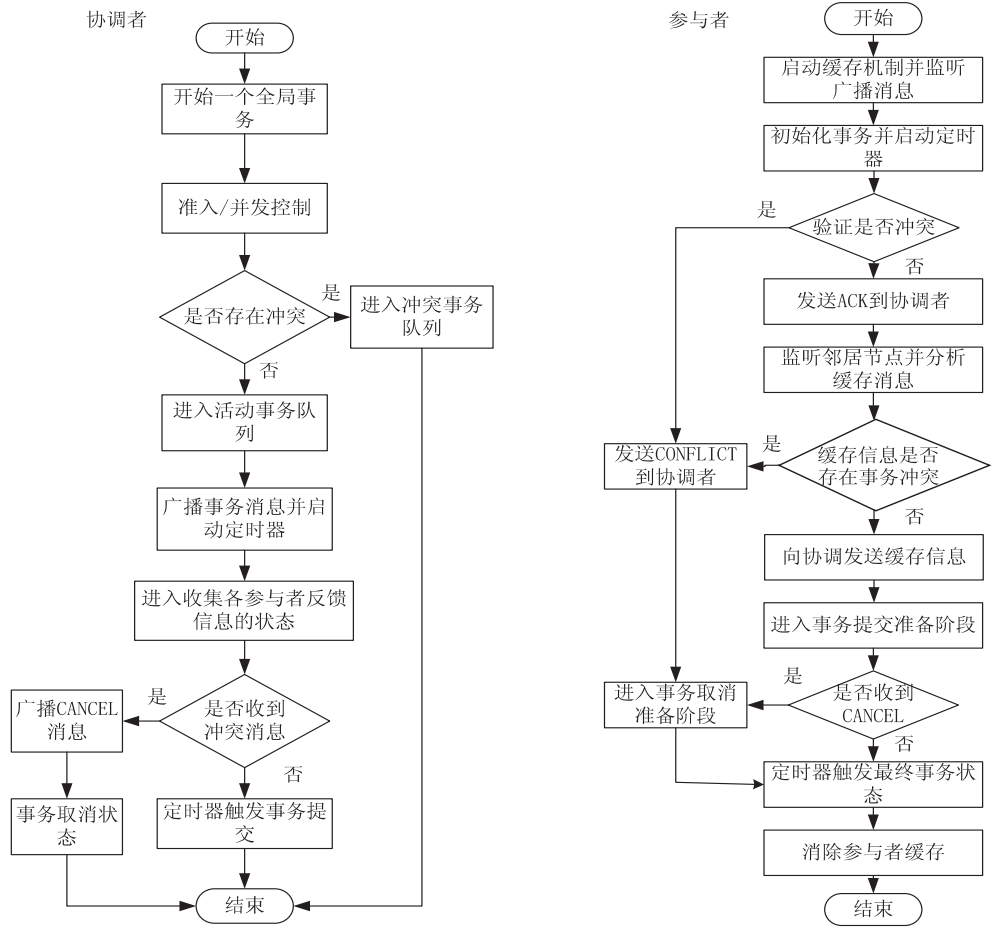 协调者
开始
开始一个全局事
务
准入/并发控制
是否存在冲突
是
进入冲突事务
队列
否
进入活动事务队
列
广播事务消息并启
动定时器
进入收集各参与者反馈
信息的状态
是否收到
冲突消息
是
广播CANCEL
消息
事务取消状
态
否
定时器触发事务提
交
结束
参与者
开始
启动缓存机制并监听
广播消息
初始化事务并启动定时
器
验证是否冲突
是
否
发送ACK到协调者
监听邻居节点并分析
缓存消息
缓存信息是否
存在事务冲突
是
发送CONFLICT
到协调者
否
向协调发送缓存信息
进入事务提交准备阶段
是否收到
CANCEL
是
进入事务取消
准备阶段
否
定时器触发最终事务状
态
消除参与者缓存
结束